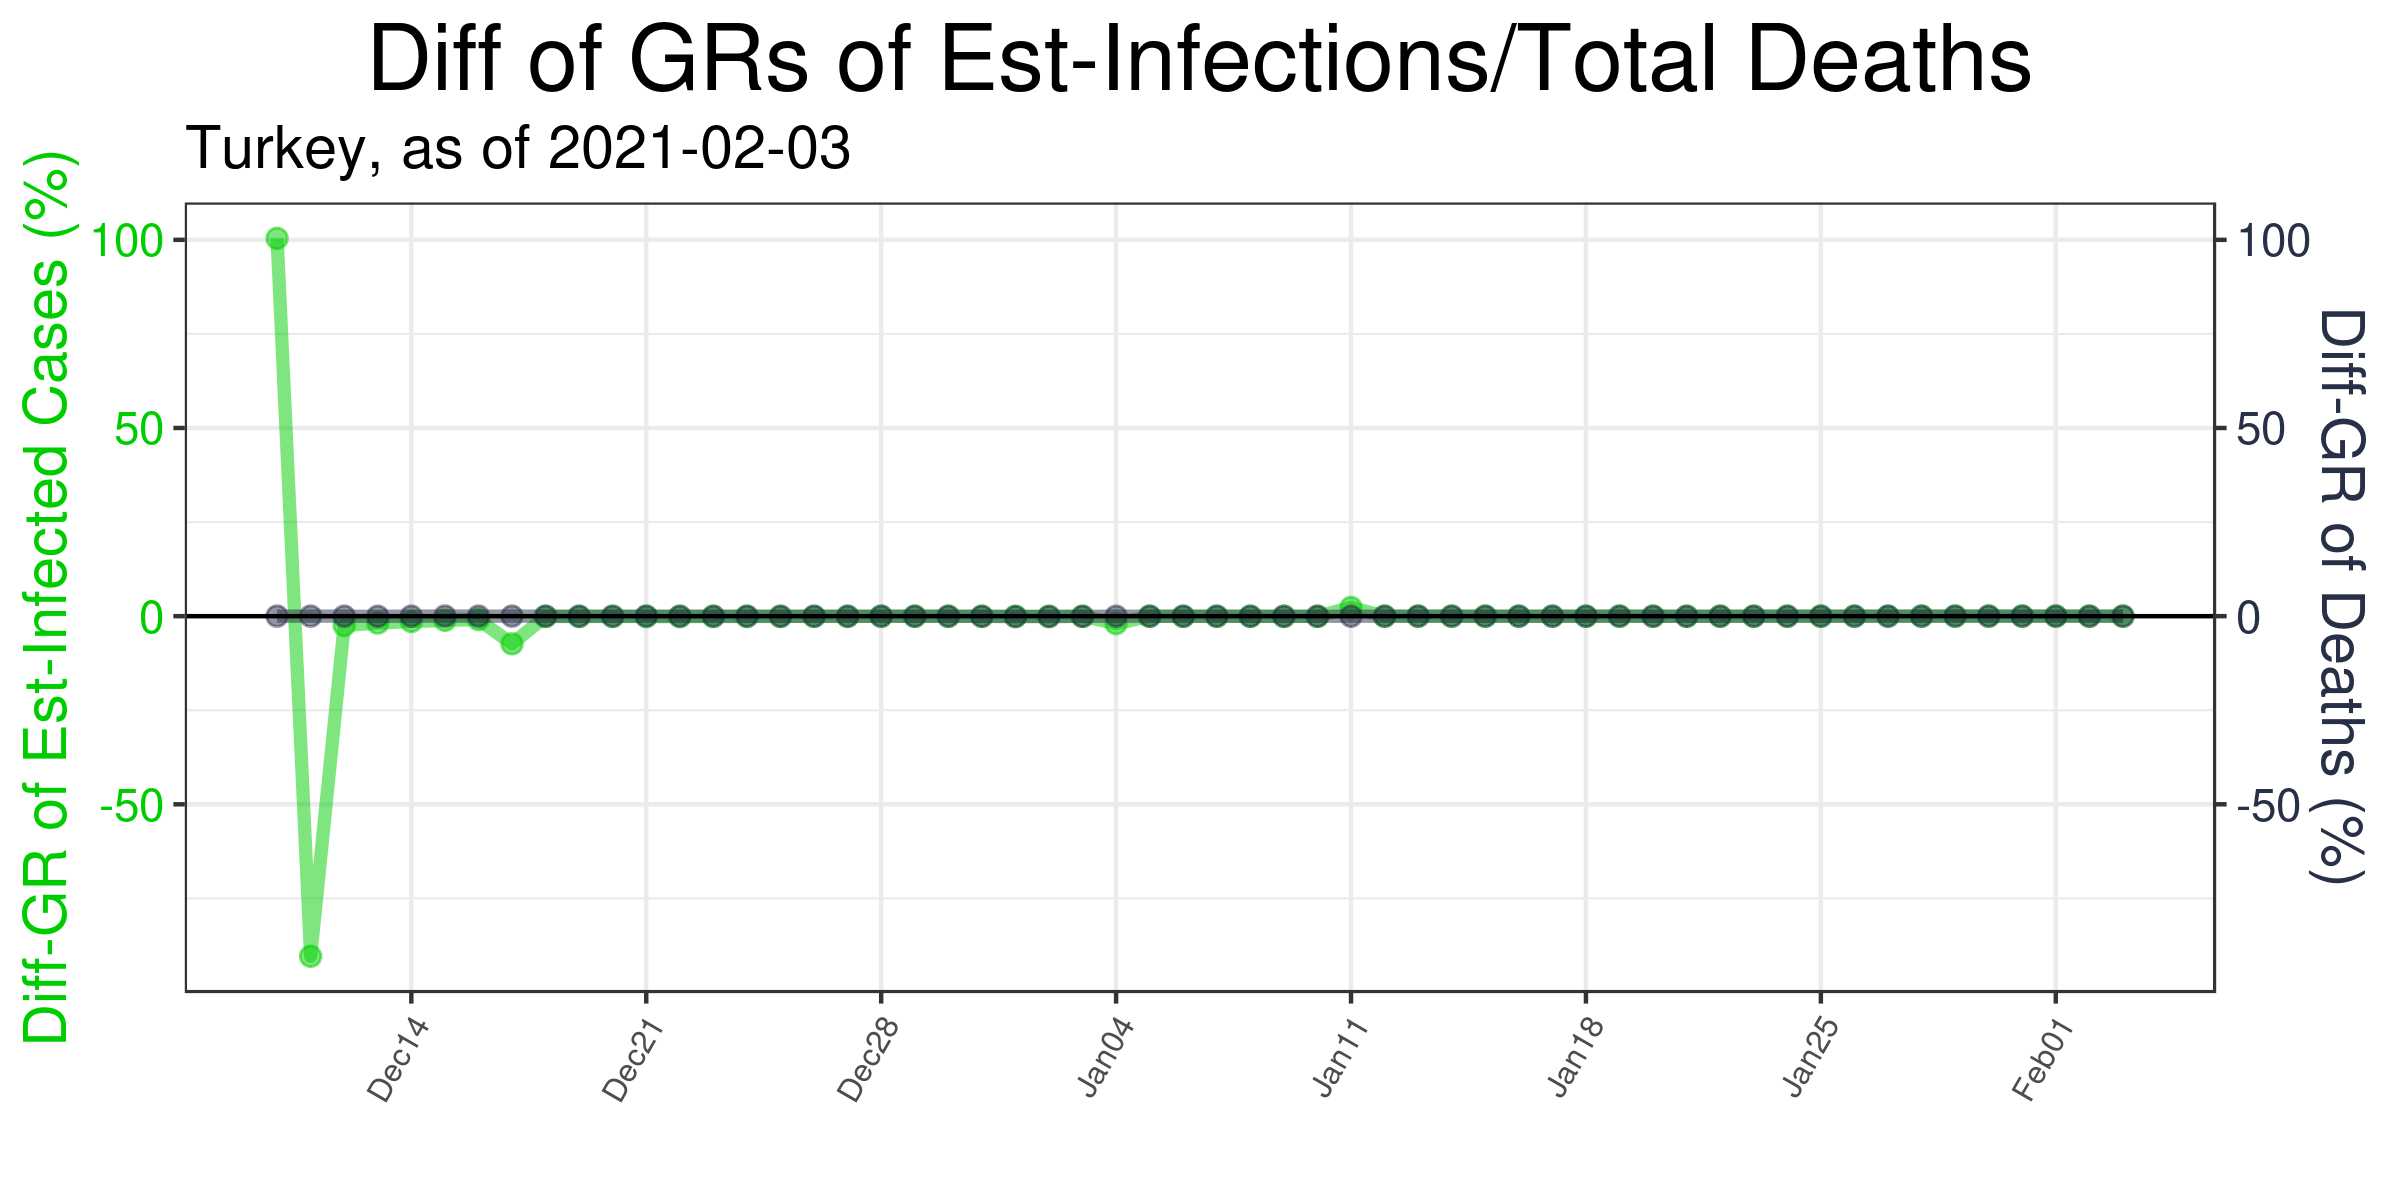 Diff of GRs of Est-Infections/Total Deaths
Turkey, as of 2021-02-03
Diff-GR of Est-Infected Cases (%)
100
50
0
-50
100
50
0
-50
Diff-GR of Deaths (%)
Dec14
Dec21
Dec28
Jan04
Jan11
Jan18
Jan25
Feb01